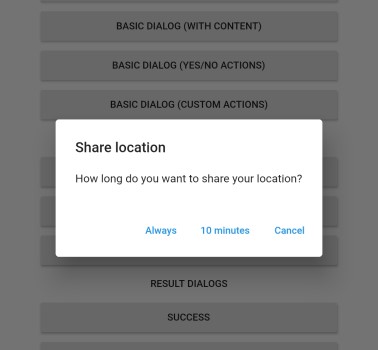 BASIC DIALOG (WITH CONTENT)
BASIC DIALOG (YES/NO ACTIONS)
BASIC DIALOG (CUSTOM ACTIONS)
Share location
How long do you want to share your location?
Always 10 minutes Cancel
RESULT DIALOGS
SUCCESS